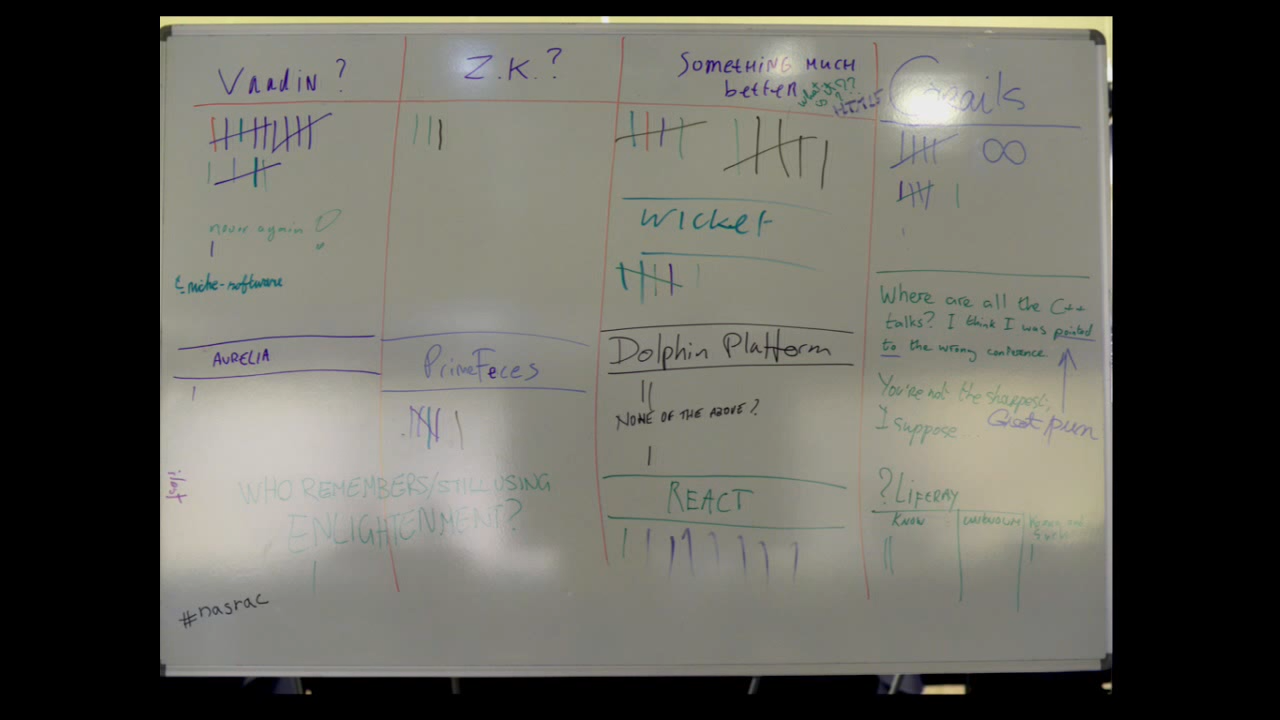 Vaadin ?
never again !
niche-software
AURELIA
Z.K. ?
PrimeFeces
WHO REMEMBERS/STILL USING
ENLIGHTENMENT?
#nasrac
SOMETHING MUCH
better
HTML5
WICKET
Dolphin Platform
NONE OF THE ABOVE?
REACT
Grails
∞
Where are all the C++
talks? I think I was pointed
to the wrong conference.
You're not the sharpest,
I suppose...
Great pun
? LIFERAY
KNOW
UNKNOWN